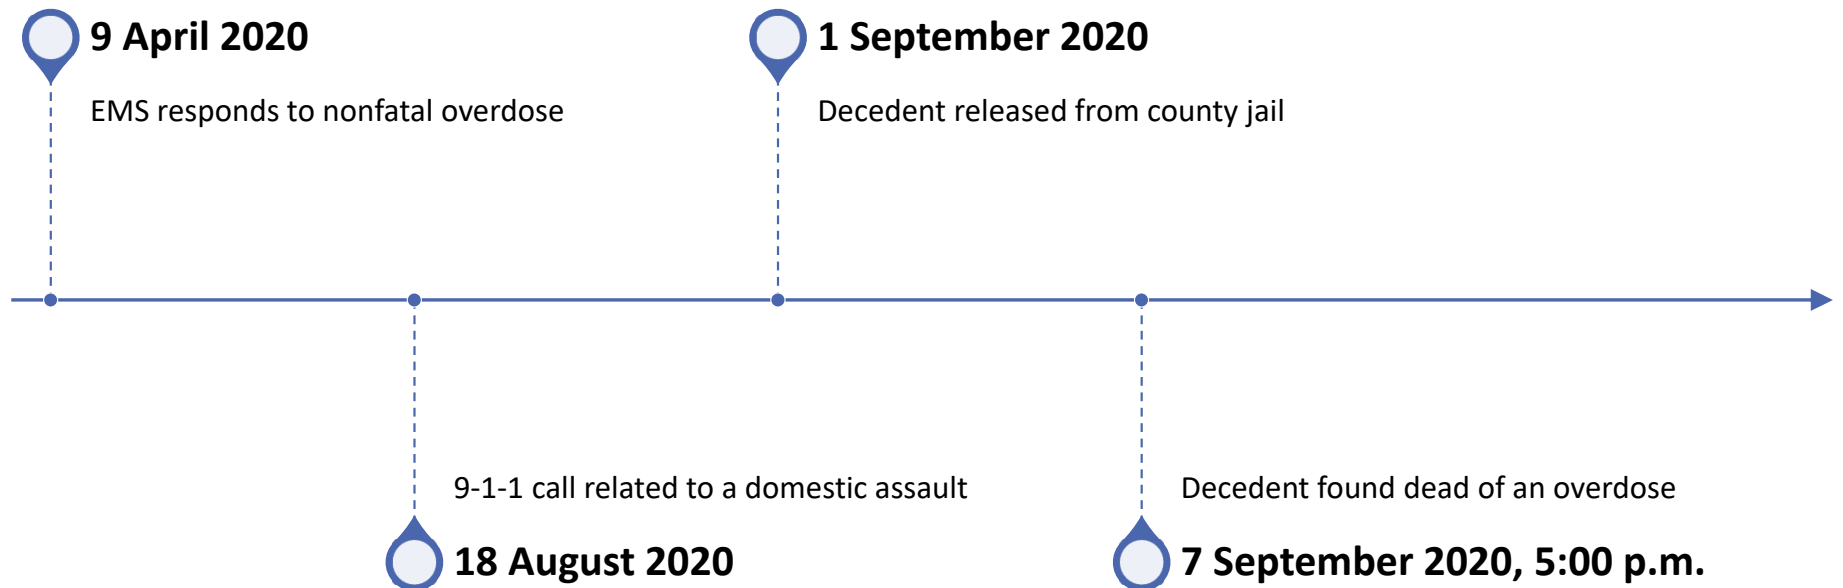 9 April 2020
EMS responds to nonfatal overdose
1 September 2020
Decedent released from county jail
9-1-1 call related to a domestic assault
18 August 2020
Decedent found dead of an overdose
7 September 2020, 5:00 p.m.